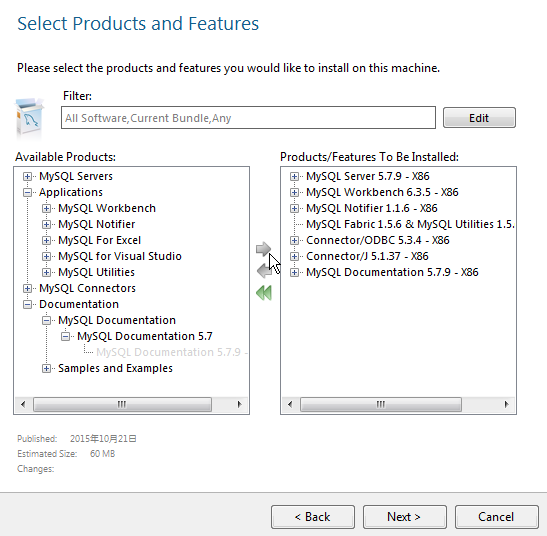 Select Products and Features
Please select the products and features you would like to install on this machine.
Filter:
All Software,Current Bundle,Any
Edit
Available Products:
MySQL Servers
Applications
MySQL Workbench
MySQL Notifier
MySQL For Excel
MySQL for Visual Studio
MySQL Utilities
MySQL Connectors
Documentation
MySQL Documentation
MySQL Documentation 5.7
MySQL Documentation 5.7.9 -
Samples and Examples
Products/Features To Be Installed:
MySQL Server 5.7.9 - X86
MySQL Workbench 6.3.5 - X86
MySQL Notifier 1.1.6 - X86
MySQL Fabric 1.5.6 & MySQL Utilities 1.5.
Connector/ODBC 5.3.4 - X86
Connector/J 5.1.37 - X86
MySQL Documentation 5.7.9 - X86
Published: 2015年10月21日
Estimated Size: 60 MB
Changes:
< Back
Next >
Cancel